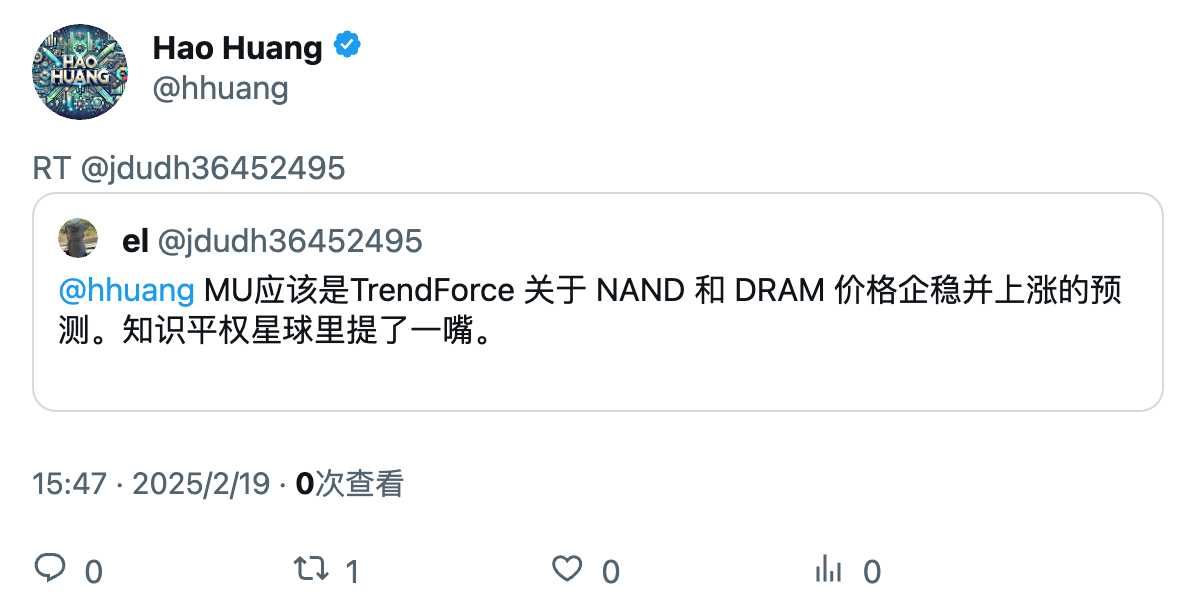 HAO
HUANG
Hao Huang
@hhuang
RT @jdudh36452495
el @jdudh36452495
@hhuang MU应该是TrendForce 关于 NAND 和 DRAM 价格企稳并上涨的预
测。知识平权星球里提了一嘴。
15:47 · 2025/2/19 · 0次查看
0 1 0 0